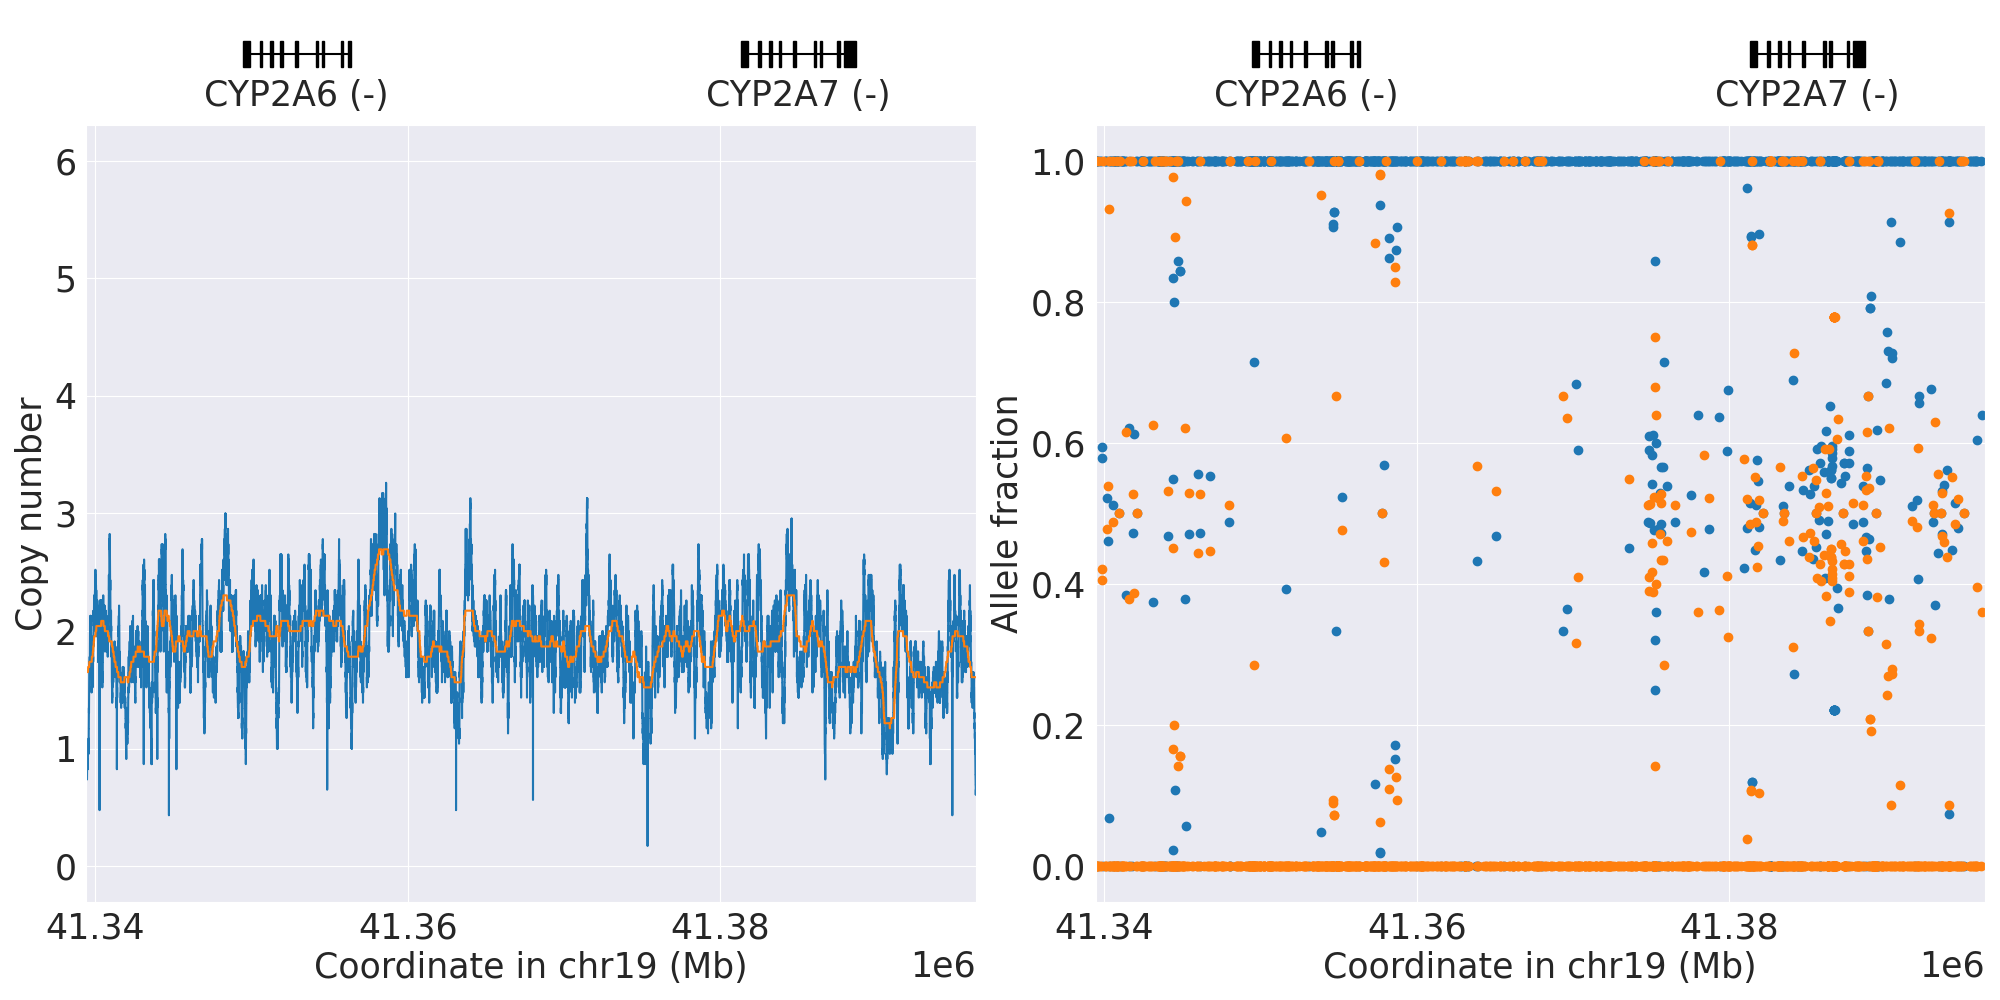 CYP2A6 (-)
CYP2A7 (-)
6
5
4
3
2
1
0
Copy number
41.34
41.36
41.38
Coordinate in chr19 (Mb)
1e6
CYP2A6 (-)
CYP2A7 (-)
1.0
0.8
0.6
0.4
0.2
0.0
Allele fraction
41.34
41.36
41.38
Coordinate in chr19 (Mb)
1e6